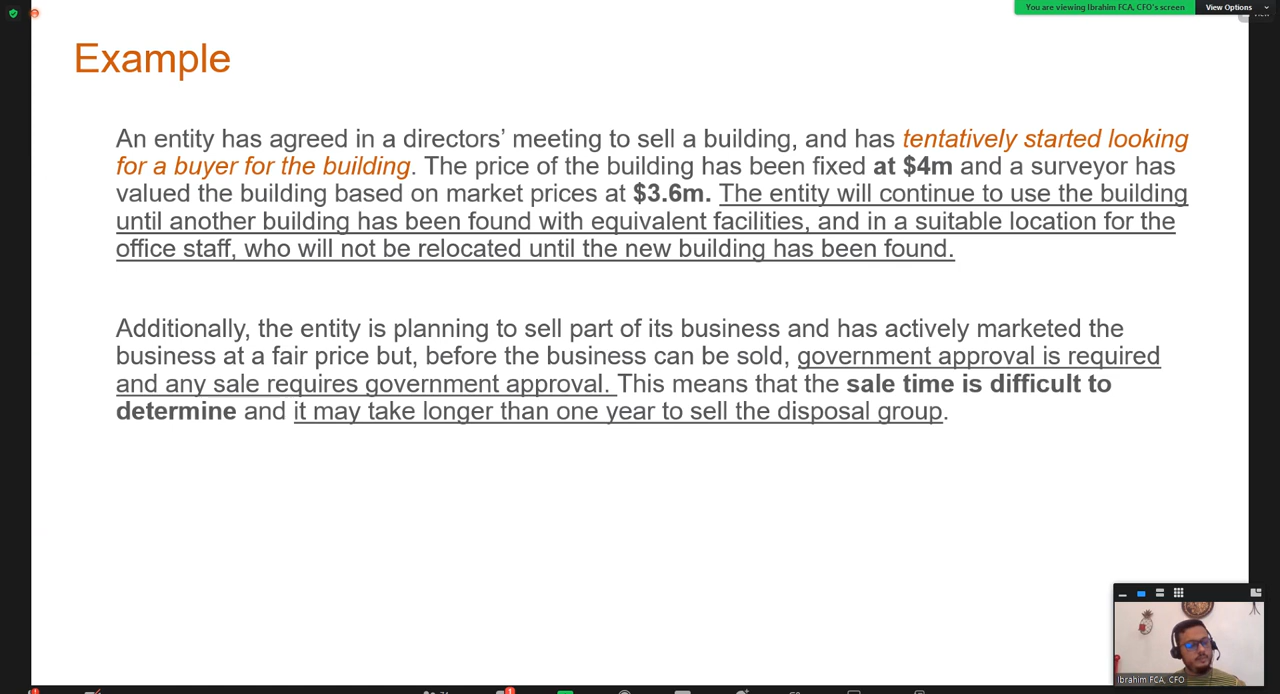 You are viewing Ibrahim FCA, CFO's screen
View Options
View
Example
An entity has agreed in a directors’ meeting to sell a building, and has tentatively started looking
for a buyer for the building. The price of the building has been fixed at $4m and a surveyor has
valued the building based on market prices at $3.6m. The entity will continue to use the building
until another building has been found with equivalent facilities, and in a suitable location for the
office staff, who will not be relocated until the new building has been found.
Additionally, the entity is planning to sell part of its business and has actively marketed the
business at a fair price but, before the business can be sold, government approval is required
and any sale requires government approval. This means that the sale time is difficult to
determine and it may take longer than one year to sell the disposal group.
Ibrahim FCA, CFO
1